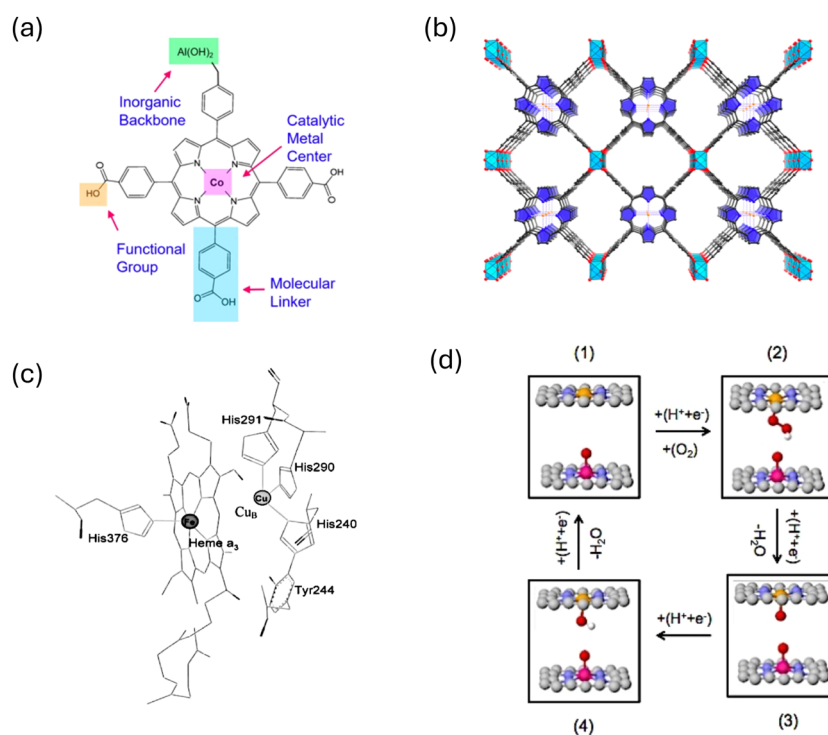 (a)
Al(OH)2
Inorganic
Backbone
Catalytic
Metal
Center
N
N
Co
N
N
O
HO
OH
O
Functional
Group
O
OH
Molecular
Linker
(b)
(c)
His291
His290
Cu
CuB
Fe
His376
Heme a3
His240
Tyr244
(d)
(1)
(2)
+(H⁺+e⁻)
+(O₂)
+(H⁺+e⁻)
-H₂O
+(H⁺+e⁻)
-H₂O
+(H⁺+e⁻)
(4)
(3)